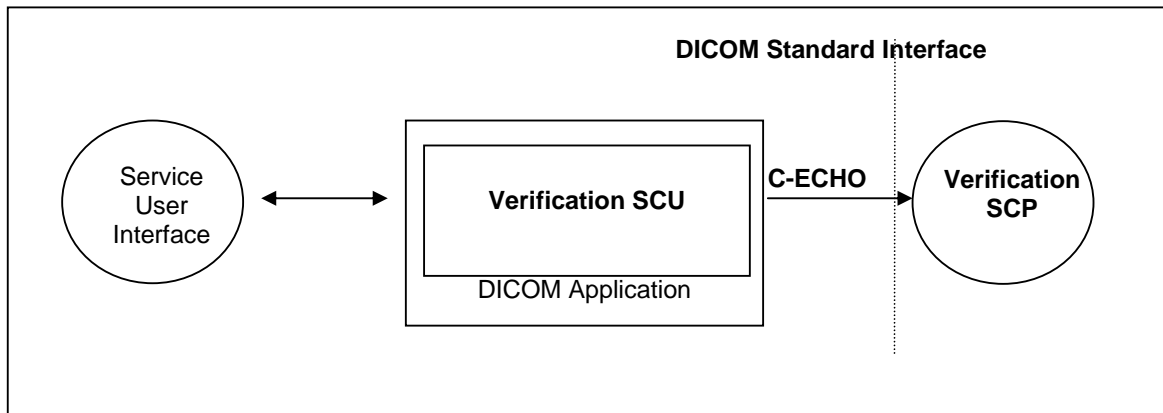 DICOM Standard Interface
Service
User
Interface
Verification SCU
DICOM Application
C-ECHO
Verification
SCP